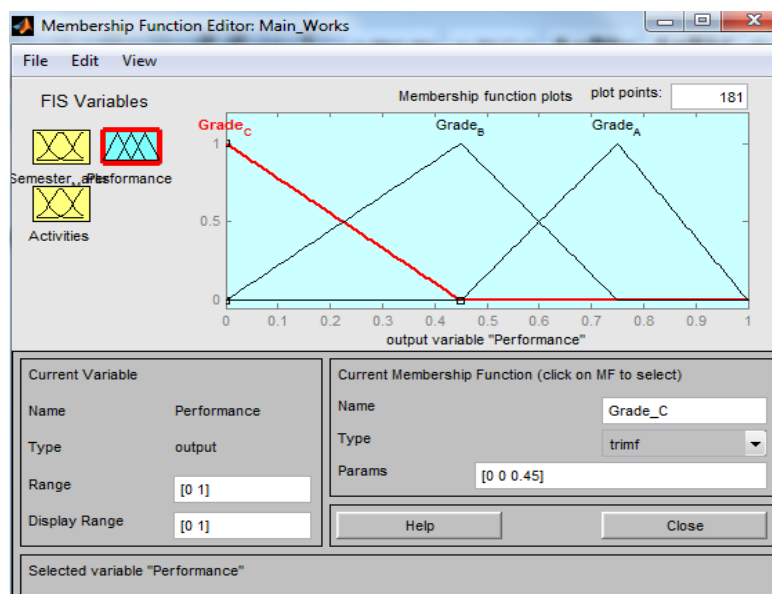 Membership Function Editor: Main_Works
File Edit View
FIS Variables
Membership function plots plot points: 181
Grade_C Grade_B Grade_A
1
0.5
0
0 0.1 0.2 0.3 0.4 0.5 0.6 0.7 0.8 0.9 1
output variable "Performance"
Performance
Activities
Current Variable
Name Performance
Type output
Range [0 1]
Display Range [0 1]
Current Membership Function (click on MF to select)
Name Grade_C
Type trimf
Params [0 0 0.45]
Help Close
Selected variable "Performance"